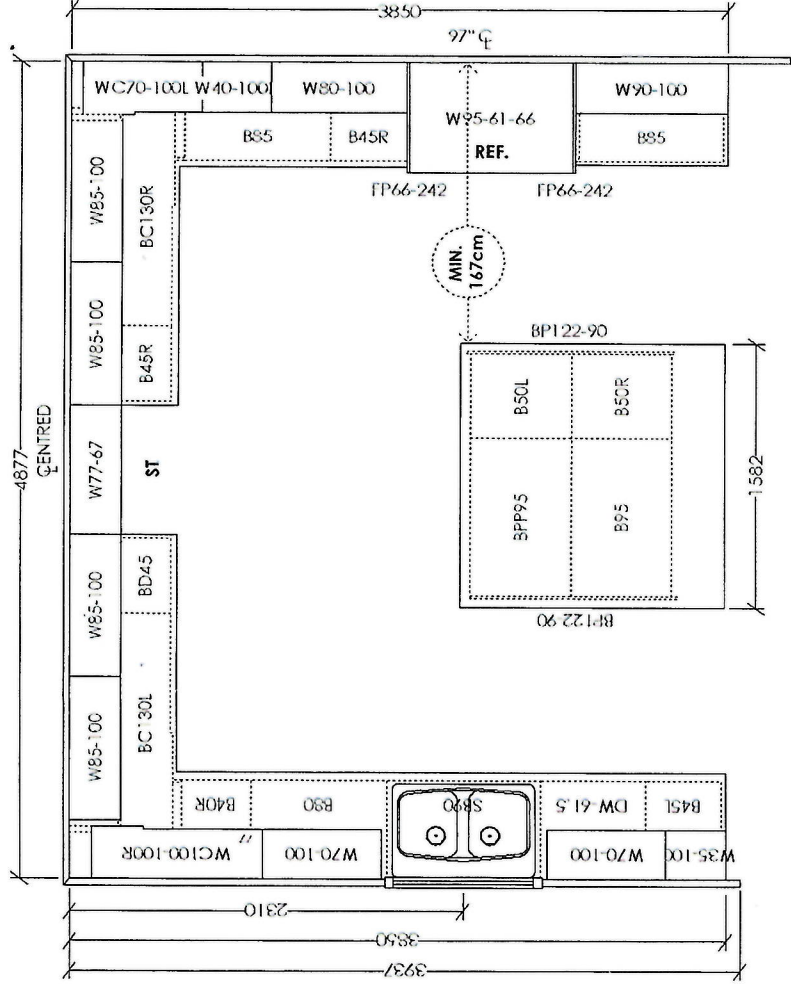 3850
97" ℄
WC70-100L W40-100 W80-100
W95-61-66
REF.
W90-100
B85
B45R
B85
FP66-242
FP66-242
W85-100
BC130R
MIN.
167cm
W85-100
B45R
BP122-90
4877
℄ENTRED
W77-67
ST
B50L
B50R
1582
BPP95
B95
W85-100
BD45
BP122-90
W85-100
BC130L
B40R
B80
SB90
DW-61.5
B45L
WC100-100R
W70-100
W70-100
W35-100
2310
3850
3937